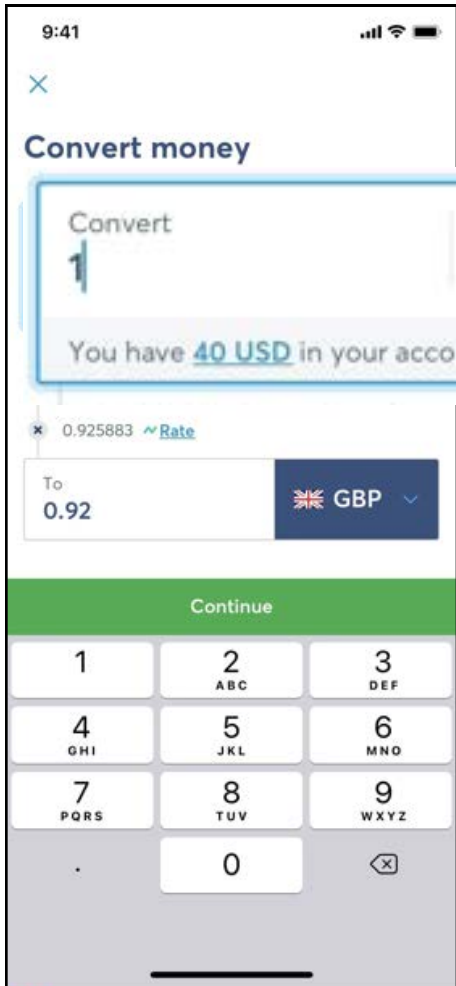 9:41
Convert money
Convert
1
You have 40 USD in your acco
0.925883 Rate
To
0.92
GBP
Continue
1 2 3
ABC DEF
4 5 6
GHI JKL MNO
7 8 9
PQRS TUV WXYZ
. 0